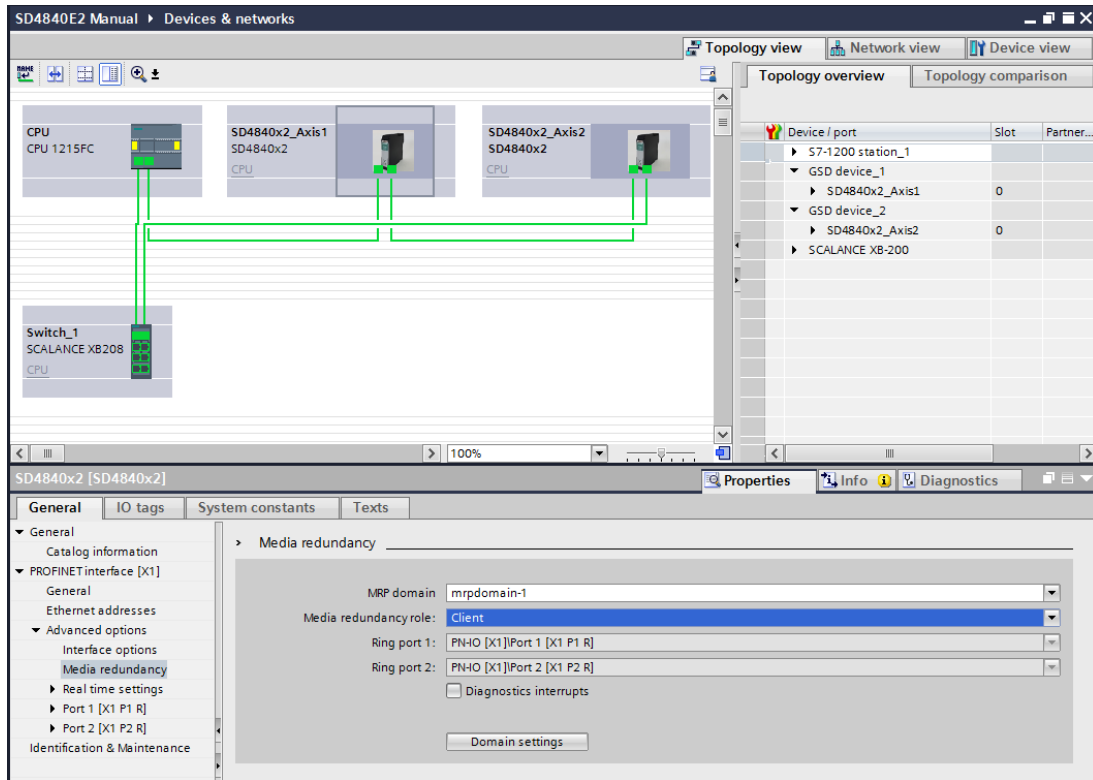 SD4840E2 Manual ▸ Devices & networks
Topology view Network view Device view
NAME
Topology overview Topology comparison
CPU
CPU 1215FC
SD4840x2_Axis1
SD4840x2
CPU
SD4840x2_Axis2
SD4840x2
CPU
Switch_1
SCALANCE XB208
CPU
Device / port Slot Partner...
S7-1200 station_1
GSD device_1
SD4840x2_Axis1 0
GSD device_2
SD4840x2_Axis2 0
SCALANCE XB-200
100%
SD4840x2 [SD4840x2]
Properties Info Diagnostics
General IO tags System constants Texts
General
Catalog information
PROFINET interface [X1]
General
Ethernet addresses
Advanced options
Interface options
Media redundancy
Real time settings
Port 1 [X1 P1 R]
Port 2 [X1 P2 R]
Identification & Maintenance
Media redundancy
MRP domain mrpdomain-1
Media redundancy role: Client
Ring port 1: PN-IO [X1]\Port 1 [X1 P1 R]
Ring port 2: PN-IO [X1]\Port 2 [X1 P2 R]
Diagnostics interrupts
Domain settings